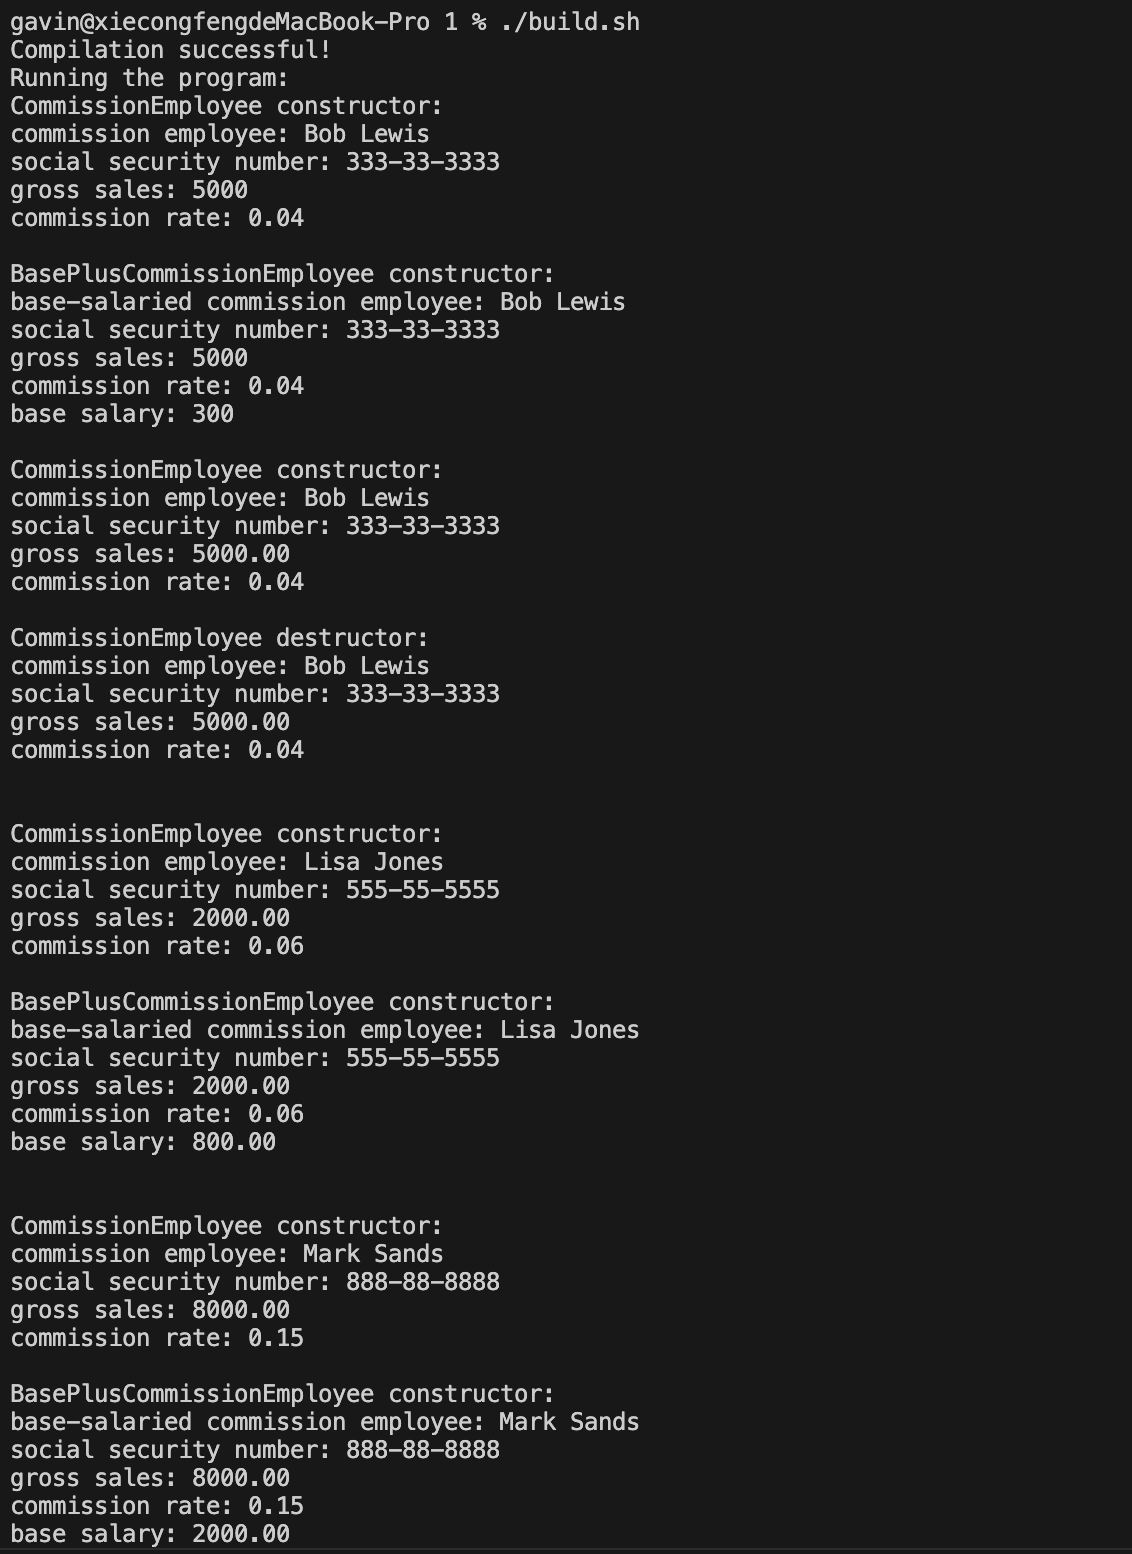 gavin@xiecongfengdeMacBook-Pro 1 % ./build.sh
Compilation successful!
Running the program:
CommissionEmployee constructor:
commission employee: Bob Lewis
social security number: 333-33-3333
gross sales: 5000
commission rate: 0.04

BasePlusCommissionEmployee constructor:
base-salaried commission employee: Bob Lewis
social security number: 333-33-3333
gross sales: 5000
commission rate: 0.04
base salary: 300

CommissionEmployee constructor:
commission employee: Bob Lewis
social security number: 333-33-3333
gross sales: 5000.00
commission rate: 0.04

CommissionEmployee destructor:
commission employee: Bob Lewis
social security number: 333-33-3333
gross sales: 5000.00
commission rate: 0.04


CommissionEmployee constructor:
commission employee: Lisa Jones
social security number: 555-55-5555
gross sales: 2000.00
commission rate: 0.06

BasePlusCommissionEmployee constructor:
base-salaried commission employee: Lisa Jones
social security number: 555-55-5555
gross sales: 2000.00
commission rate: 0.06
base salary: 800.00


CommissionEmployee constructor:
commission employee: Mark Sands
social security number: 888-88-8888
gross sales: 8000.00
commission rate: 0.15

BasePlusCommissionEmployee constructor:
base-salaried commission employee: Mark Sands
social security number: 888-88-8888
gross sales: 8000.00
commission rate: 0.15
base salary: 2000.00